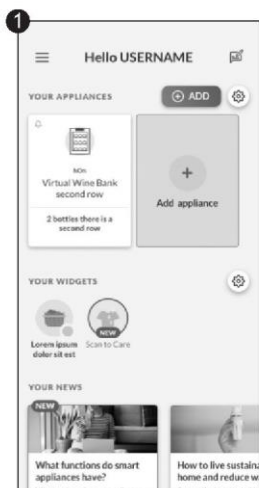 1
Hello USERNAME
YOUR APPLIANCES
ADD
NOn
Virtual Wine Bank
second row
2 bottles there is a
second row
Add appliance
YOUR WIDGETS
NEW
Lorem ipsum
dolor sit est
Scan to Care
YOUR NEWS
NEW
What functions do smart
appliances have?
How to live sustaina
home and reduce wa